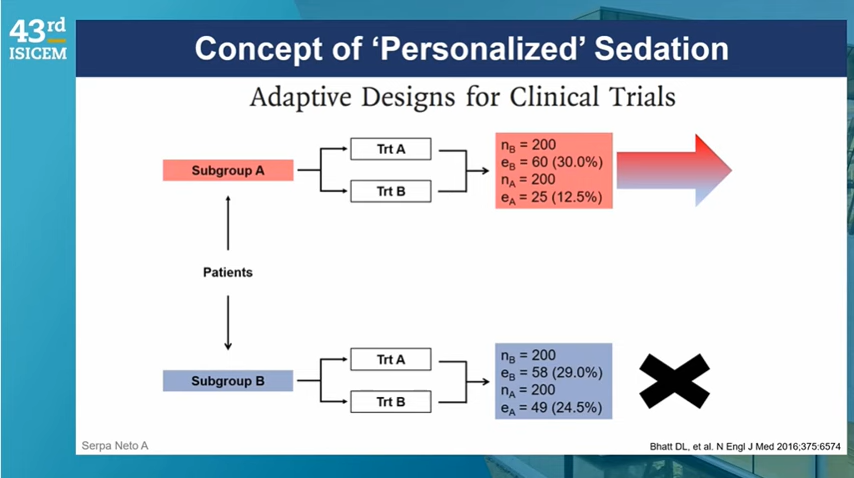 43rd
ISICEM
Concept of ‘Personalized’ Sedation
Adaptive Designs for Clinical Trials
Subgroup A
Trt A
Trt B
nB = 200
eB = 60 (30.0%)
nA = 200
eA = 25 (12.5%)
Patients
Subgroup B
Trt A
Trt B
nB = 200
eB = 58 (29.0%)
nA = 200
eA = 49 (24.5%)
Serpa Neto A
Bhatt DL, et al. N Engl J Med 2016;375:6574